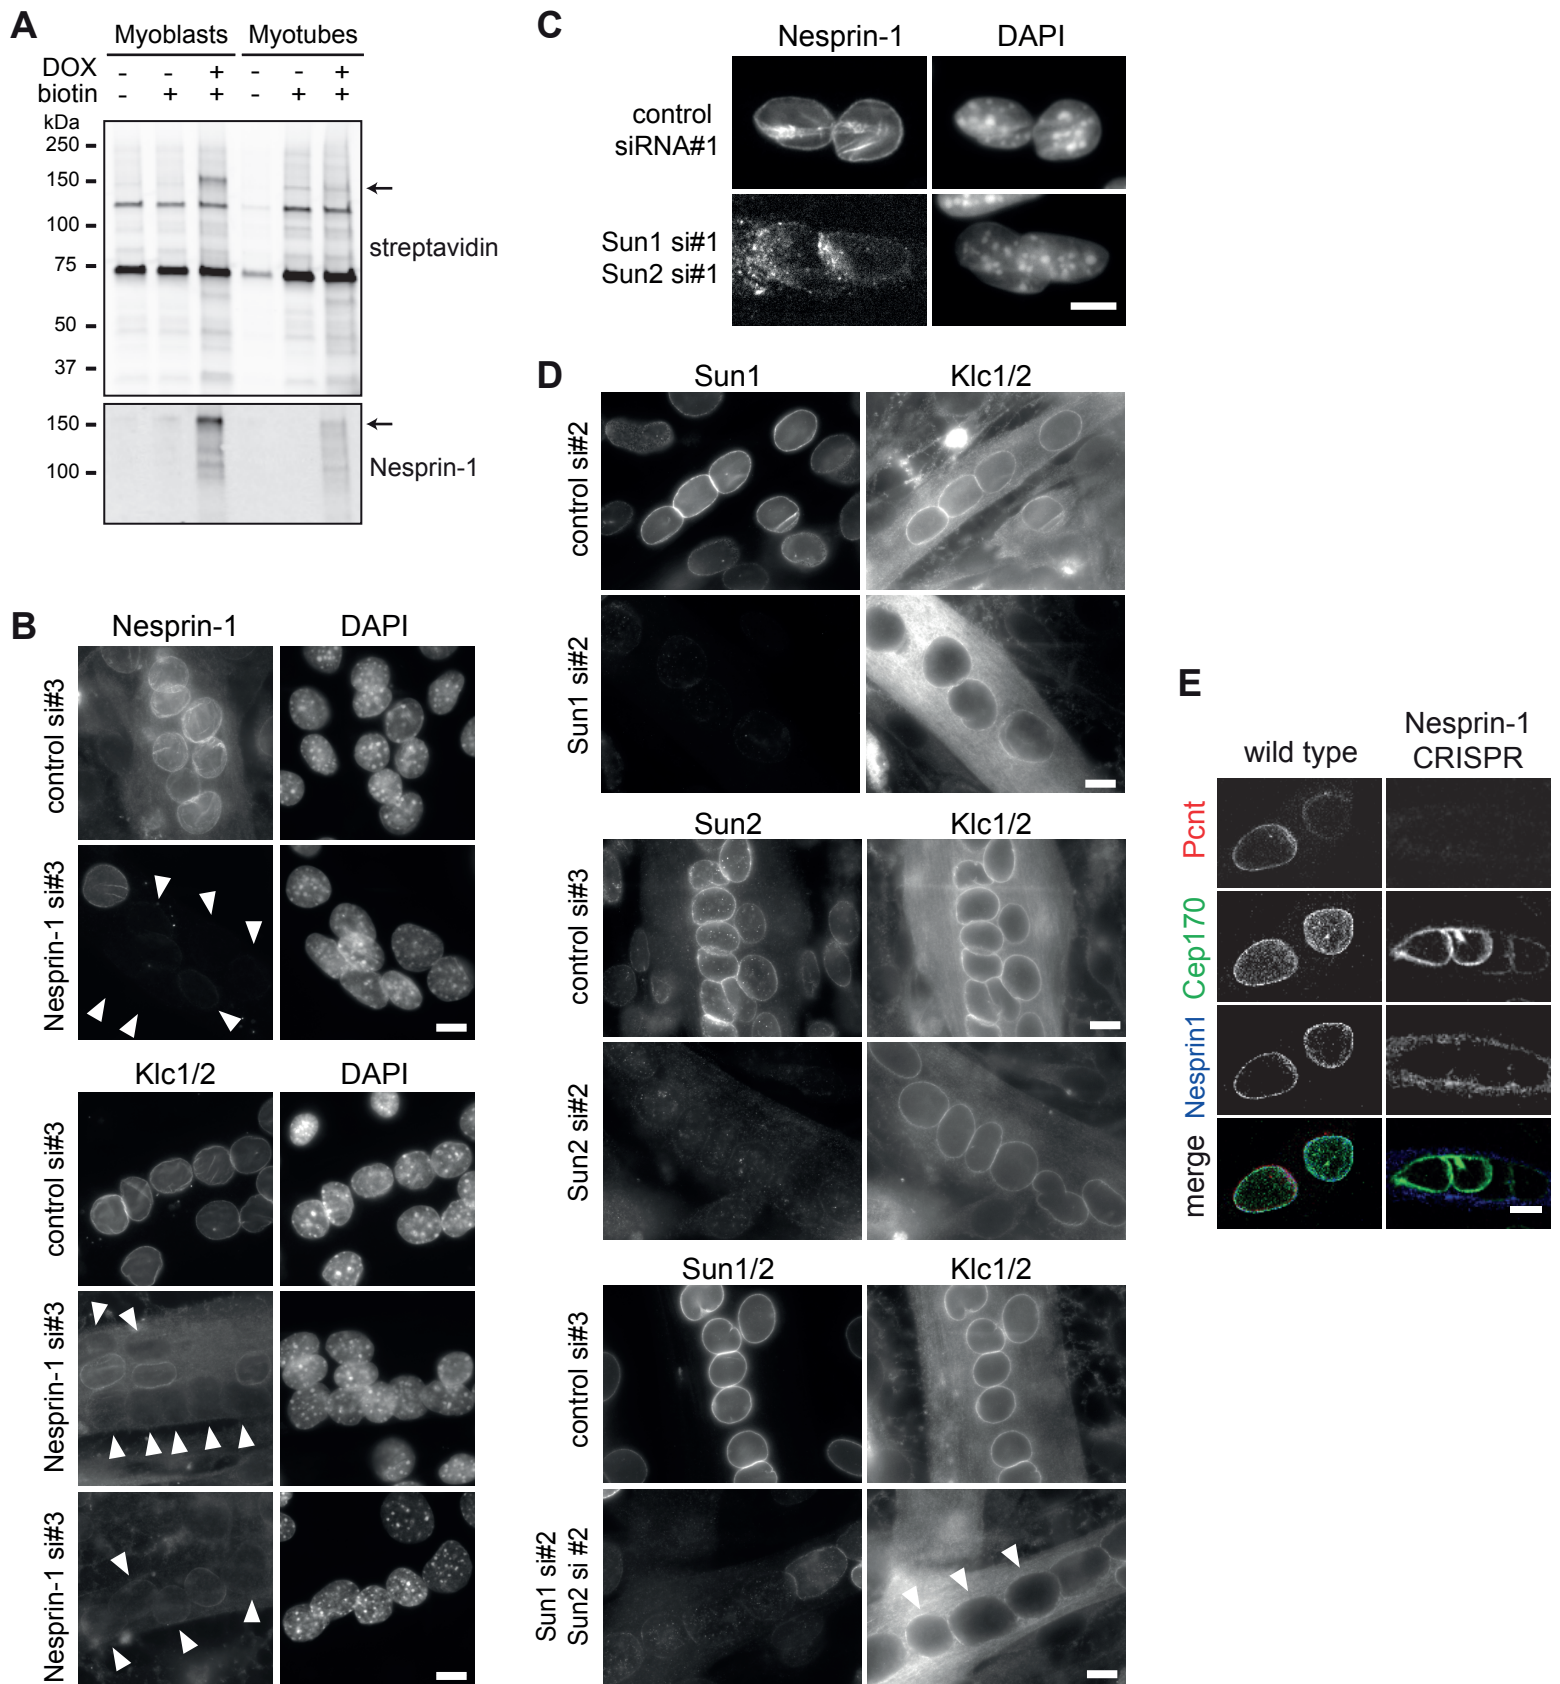 A
Myoblasts Myotubes
DOX - - + - - +
biotin - + + - + +
kDa
250
150
100
75
50
37
streptavidin
150
100
Nesprin-1
B
Nesprin-1 DAPI
control si#3
Nesprin-1 si#3
Klc1/2 DAPI
control si#3
Nesprin-1 si#3
Nesprin-1 si#3
C
Nesprin-1 DAPI
control
siRNA#1
Sun1 si#1
Sun2 si#1
D
Sun1 Klc1/2
control si#2
Sun1 si#2
Sun2 Klc1/2
control si#3
Sun2 si#2
Sun1/2 Klc1/2
control si#3
Sun1 si#2
Sun2 si #2
E
wild type
Nesprin-1
CRISPR
Pcnt
Cep170
Nesprin1
merge